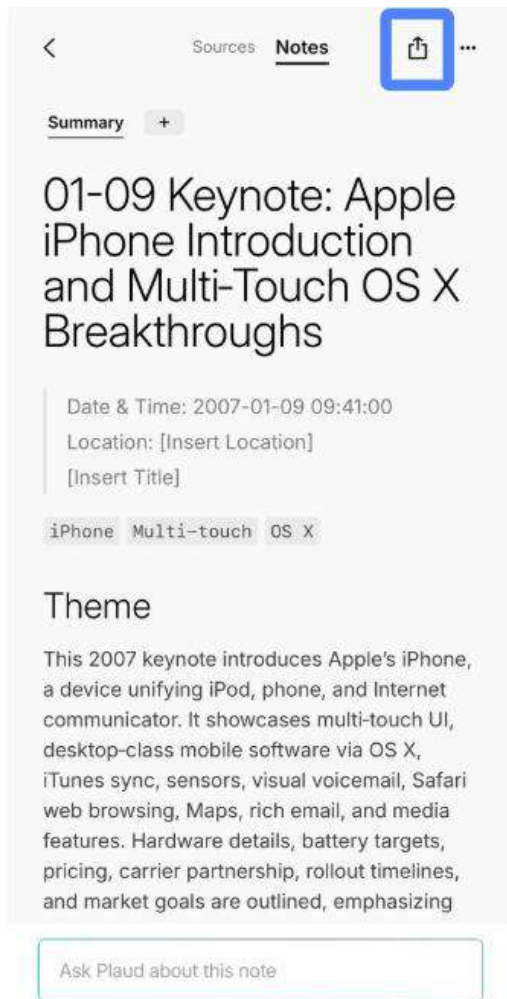 Sources Notes
Summary +
01-09 Keynote: Apple
iPhone Introduction
and Multi-Touch OS X
Breakthroughs
Date & Time: 2007-01-09 09:41:00
Location: [Insert Location]
[Insert Title]
iPhone Multi-touch OS X
Theme
This 2007 keynote introduces Apple's iPhone,
a device unifying iPod, phone, and Internet
communicator. It showcases multi-touch UI,
desktop-class mobile software via OS X,
iTunes sync, sensors, visual voicemail, Safari
web browsing, Maps, rich email, and media
features. Hardware details, battery targets,
pricing, carrier partnership, rollout timelines,
and market goals are outlined, emphasizing
Ask Plaud about this note